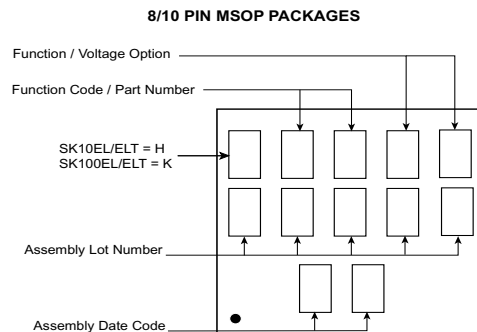 8/10 PIN MSOP PACKAGES
Function / Voltage Option
Function Code / Part Number
SK10EL/ELT = H
SK100EL/ELT = K
Assembly Lot Number
Assembly Date Code